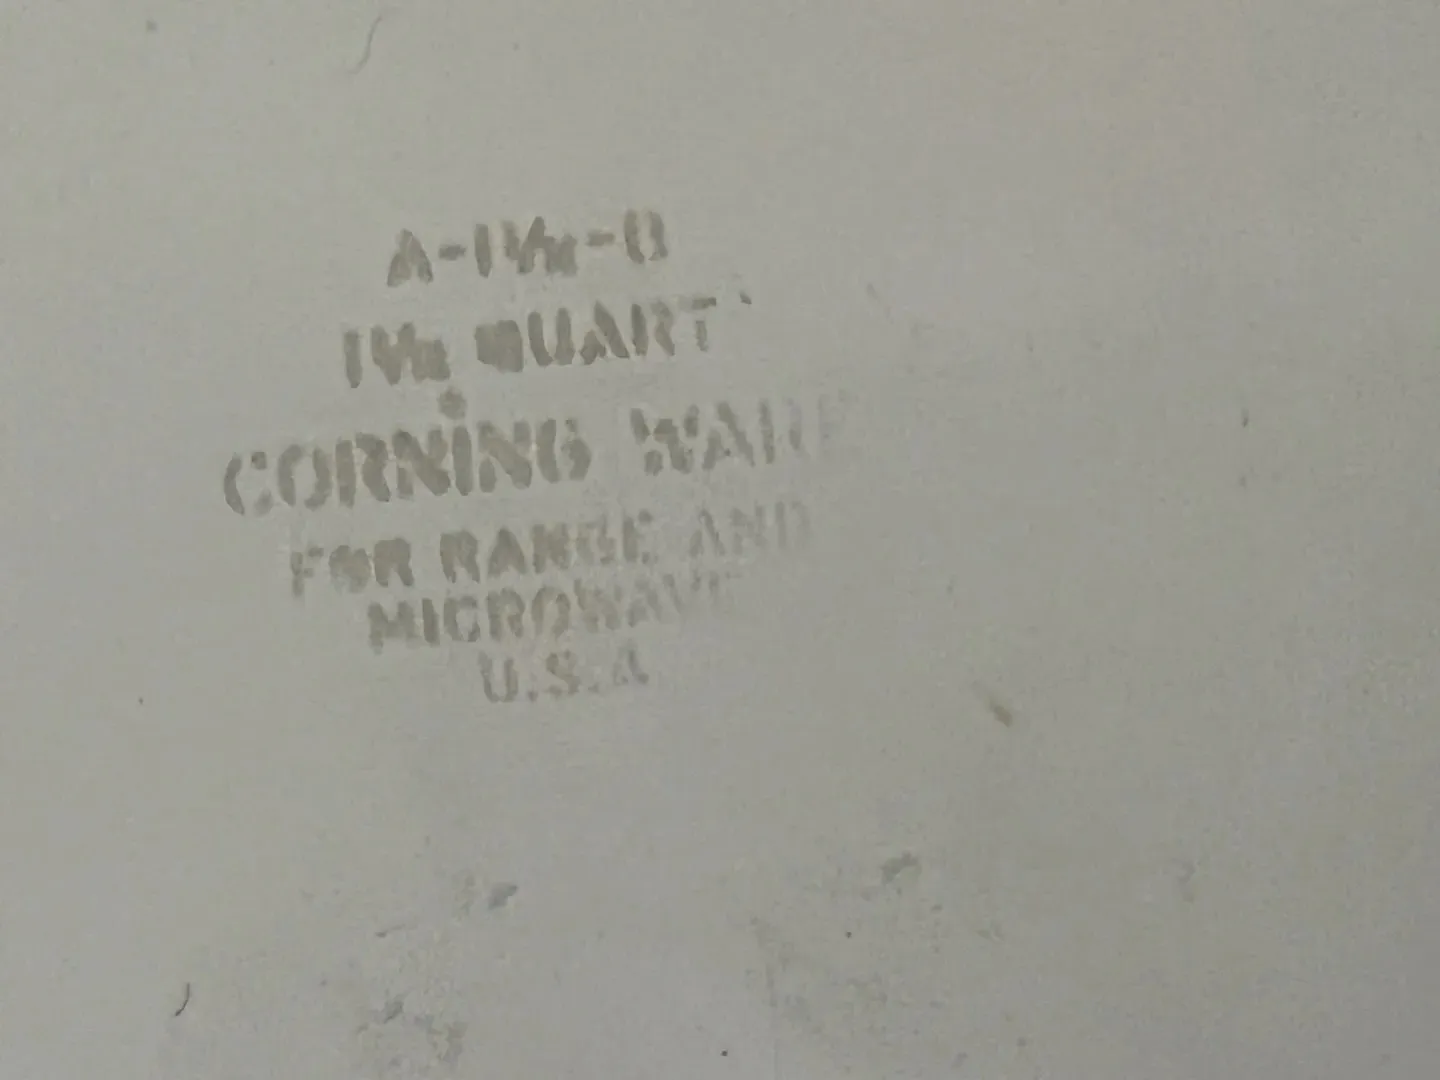 A-1½-B
1½ QUART
CORNING WARE
FOR RANGE AND
MICROWAVE
U.S.A